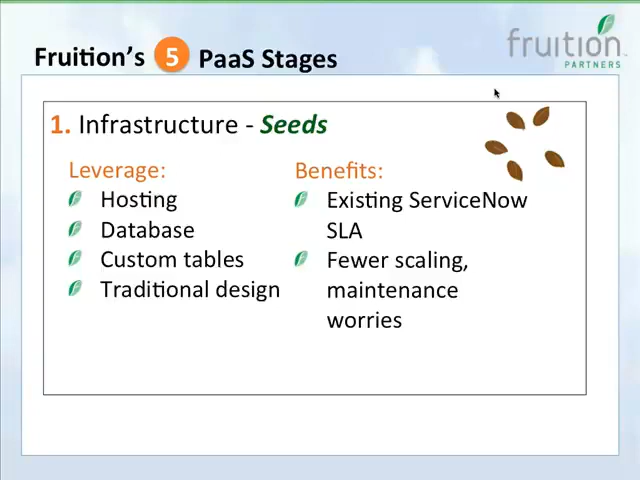 Fruition's 5 PaaS Stages
fruition
PARTNERS
1. Infrastructure - Seeds
Leverage:
Hosting
Database
Custom tables
Traditional design
Benefits:
Existing ServiceNow
SLA
Fewer scaling,
maintenance
worries